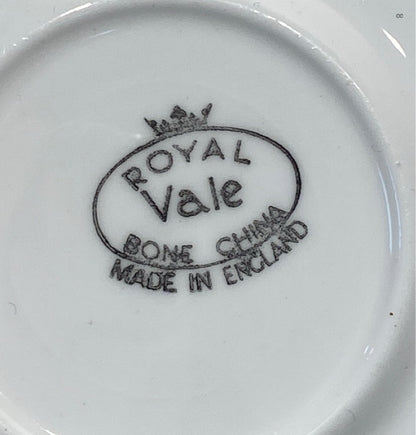 ROYAL
Vale
BONE CHINA
MADE IN ENGLAND